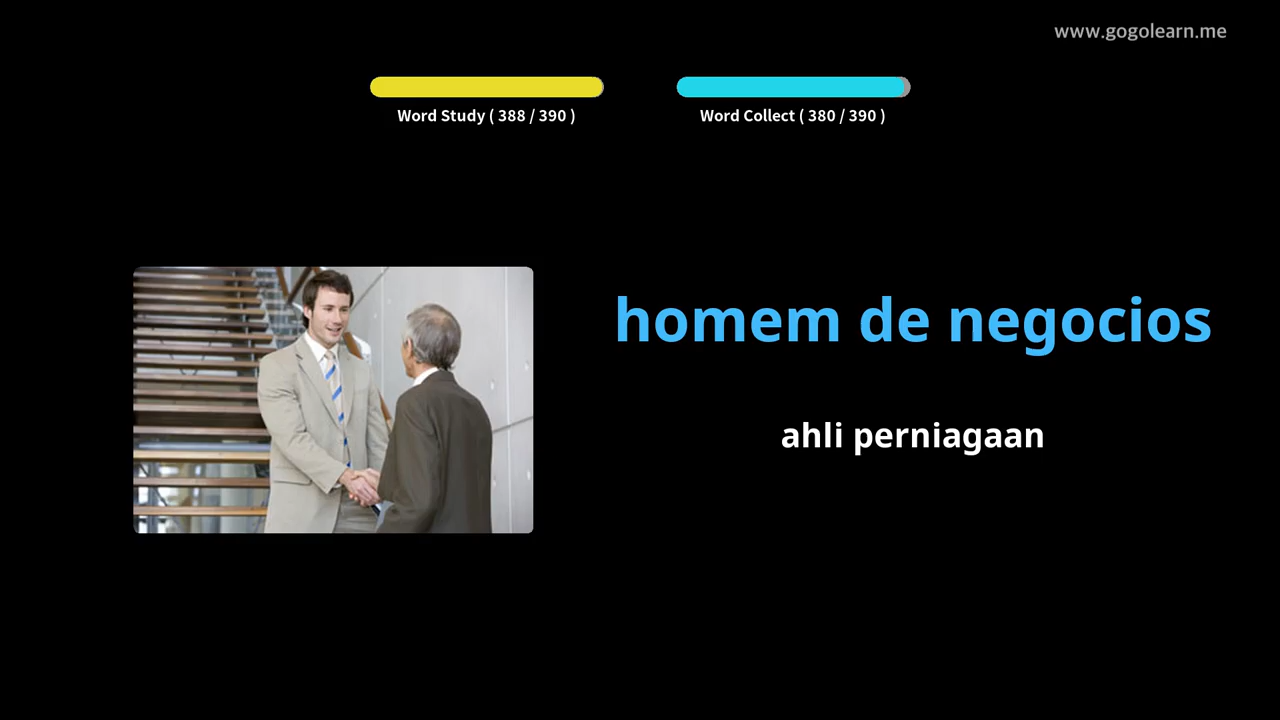 www.gogolearn.me
Word Study ( 388 / 390 )
Word Collect ( 380 / 390 )
homem de negocios
ahli perniagaan